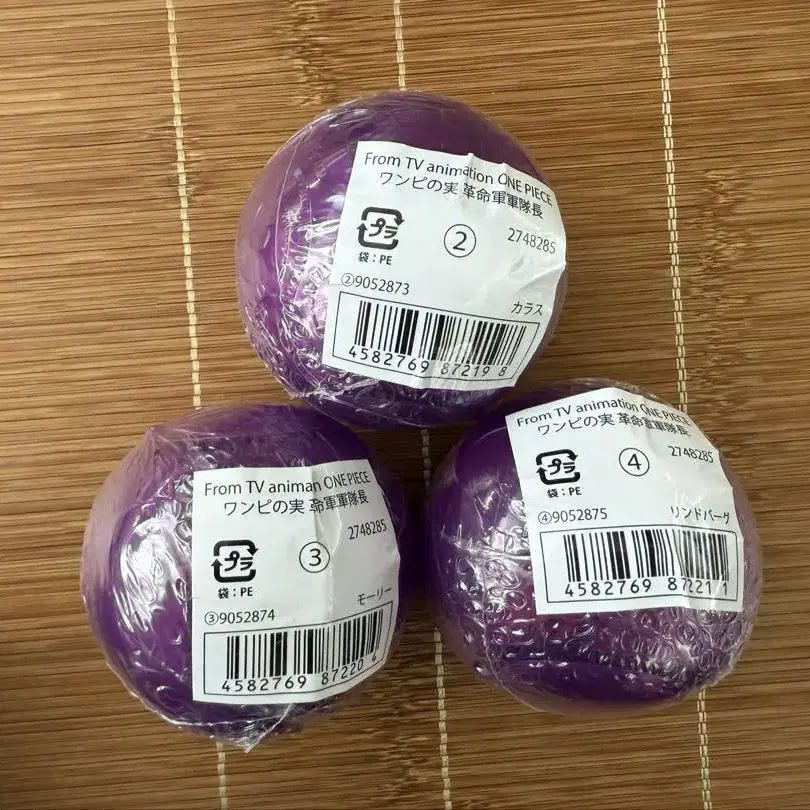 From TV animation ONE PIECE
ワンピの実 革命軍軍隊長
プラ
袋：PE
②
2748285
②9052873
カラス
4582769 87219 8
From TV animan ONE PIECE
ワンピの実 命軍軍隊長
プラ
袋：PE
③
2748285
③9052874
モーリー
4582769 87220 4
From TV animation ONE PIECE
ワンピの実 革命軍軍隊長
プラ
袋：PE
④
2748285
④9052875
リンドバーグ
4582769 87221 1